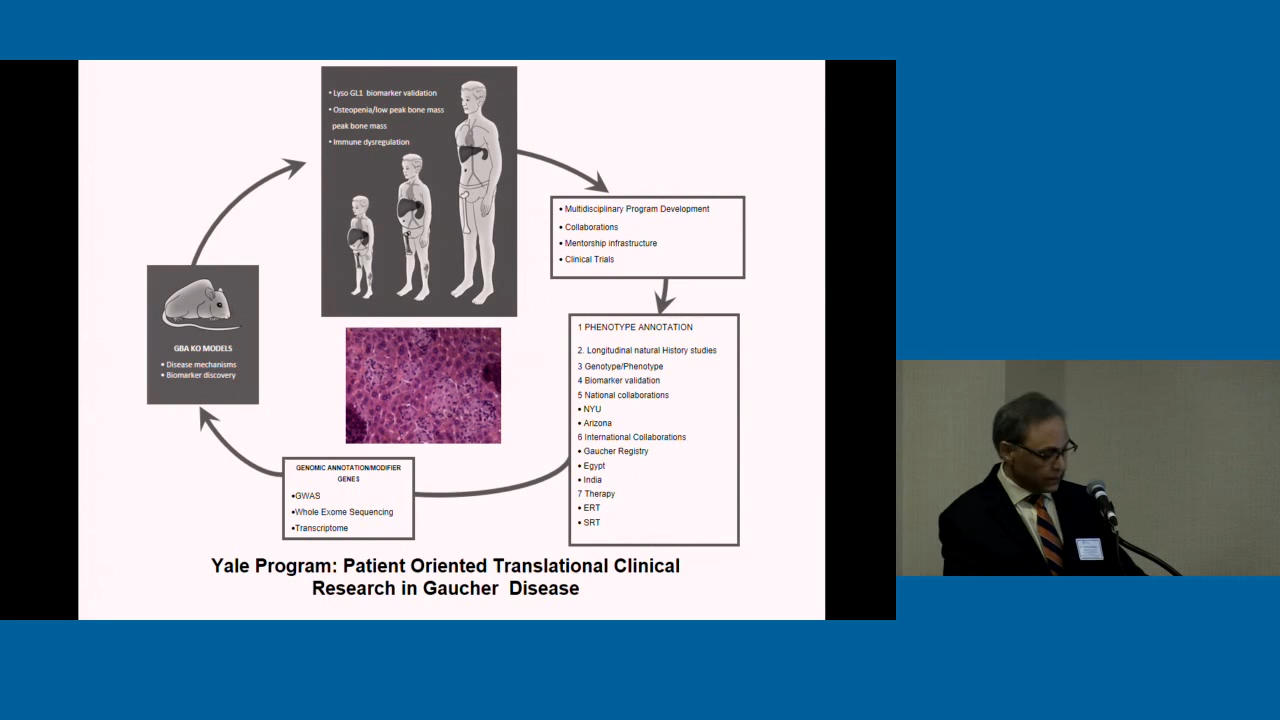 • Lyso GL1 biomarker validation
• Osteopenia/low peak bone mass
peak bone mass
• Immune dysregulation
• Multidisciplinary Program Development
• Collaborations
• Mentorship infrastructure
• Clinical Trials
1 PHENOTYPE ANNOTATION
2. Longitudinal natural History studies
3 Genotype/Phenotype
4 Biomarker validation
5 National collaborations
• NYU
• Arizona
6 International Collaborations
• Gaucher Registry
• Egypt
• India
7 Therapy
• ERT
• SRT
GENOMIC ANNOTATION/MODIFIER
GENES
•GWAS
•Whole Exome Sequencing
•Transcriptome
GBA KO MODELS
• Disease mechanisms
• Biomarker discovery
Yale Program: Patient Oriented Translational Clinical
Research in Gaucher Disease